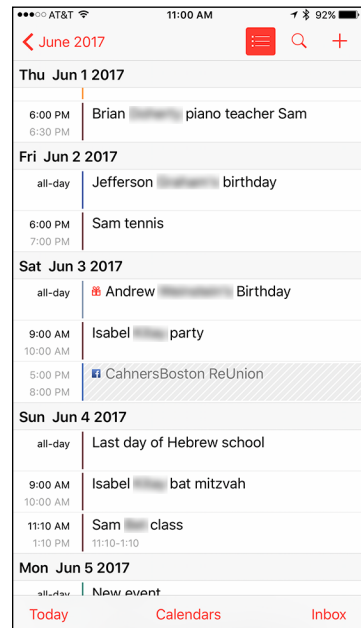 AT&T 11:00 AM 92%
June 2017
Thu Jun 1 2017
6:00 PM Brian piano teacher Sam
6:30 PM
Fri Jun 2 2017
all-day Jefferson birthday
6:00 PM Sam tennis
7:00 PM
Sat Jun 3 2017
all-day Andrew Birthday
9:00 AM Isabel party
10:00 AM
5:00 PM CahnersBoston ReUnion
8:00 PM
Sun Jun 4 2017
all-day Last day of Hebrew school
9:00 AM Isabel bat mitzvah
10:00 AM
11:10 AM Sam class
1:10 PM 11:10-1:10
Mon Jun 5 2017
all-day New event
Today Calendars Inbox